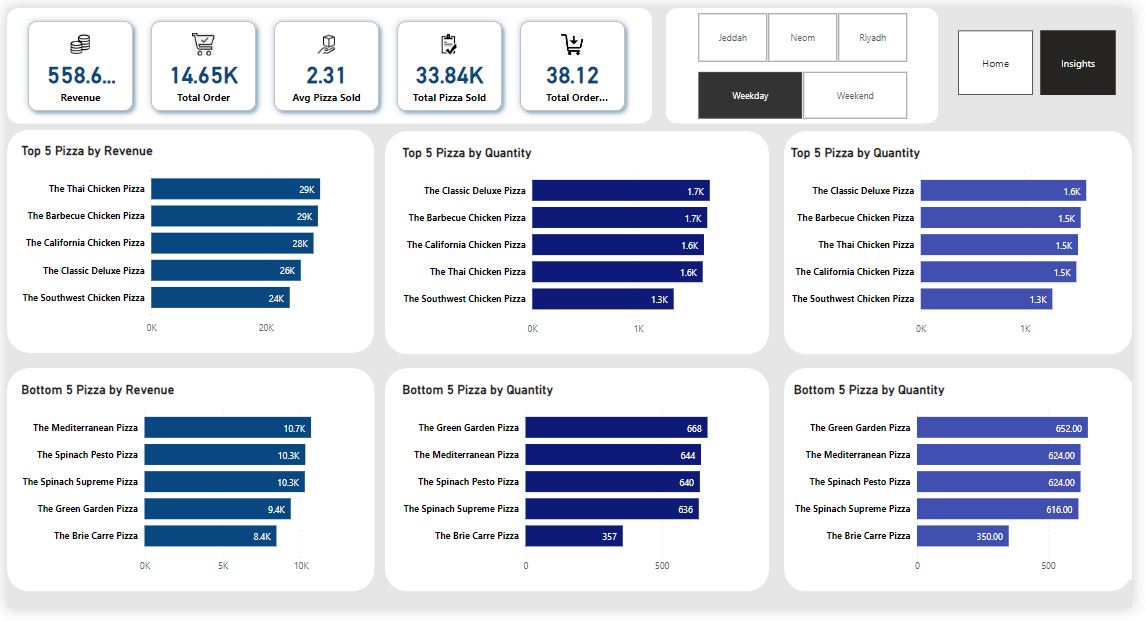 558.6...
Revenue
14.65K
Total Order
2.31
Avg Pizza Sold
33.84K
Total Pizza Sold
38.12
Total Order...
Jeddah
Neom
Riyadh
Weekday
Weekend
Home
Insights
Top 5 Pizza by Revenue
The Thai Chicken Pizza 29K
The Barbecue Chicken Pizza 29K
The California Chicken Pizza 28K
The Classic Deluxe Pizza 26K
The Southwest Chicken Pizza 24K
0K 20K
Top 5 Pizza by Quantity
The Classic Deluxe Pizza 1.7K
The Barbecue Chicken Pizza 1.7K
The California Chicken Pizza 1.6K
The Thai Chicken Pizza 1.6K
The Southwest Chicken Pizza 1.3K
0K 1K
Top 5 Pizza by Quantity
The Classic Deluxe Pizza 1.6K
The Barbecue Chicken Pizza 1.5K
The Thai Chicken Pizza 1.5K
The California Chicken Pizza 1.5K
The Southwest Chicken Pizza 1.3K
0K 1K
Bottom 5 Pizza by Revenue
The Mediterranean Pizza 10.7K
The Spinach Pesto Pizza 10.3K
The Spinach Supreme Pizza 10.3K
The Green Garden Pizza 9.4K
The Brie Carre Pizza 8.4K
0K 5K 10K
Bottom 5 Pizza by Quantity
The Green Garden Pizza 668
The Mediterranean Pizza 644
The Spinach Pesto Pizza 640
The Spinach Supreme Pizza 636
The Brie Carre Pizza 357
0 500
Bottom 5 Pizza by Quantity
The Green Garden Pizza 652.00
The Mediterranean Pizza 624.00
The Spinach Pesto Pizza 624.00
The Spinach Supreme Pizza 616.00
The Brie Carre Pizza 350.00
0 500